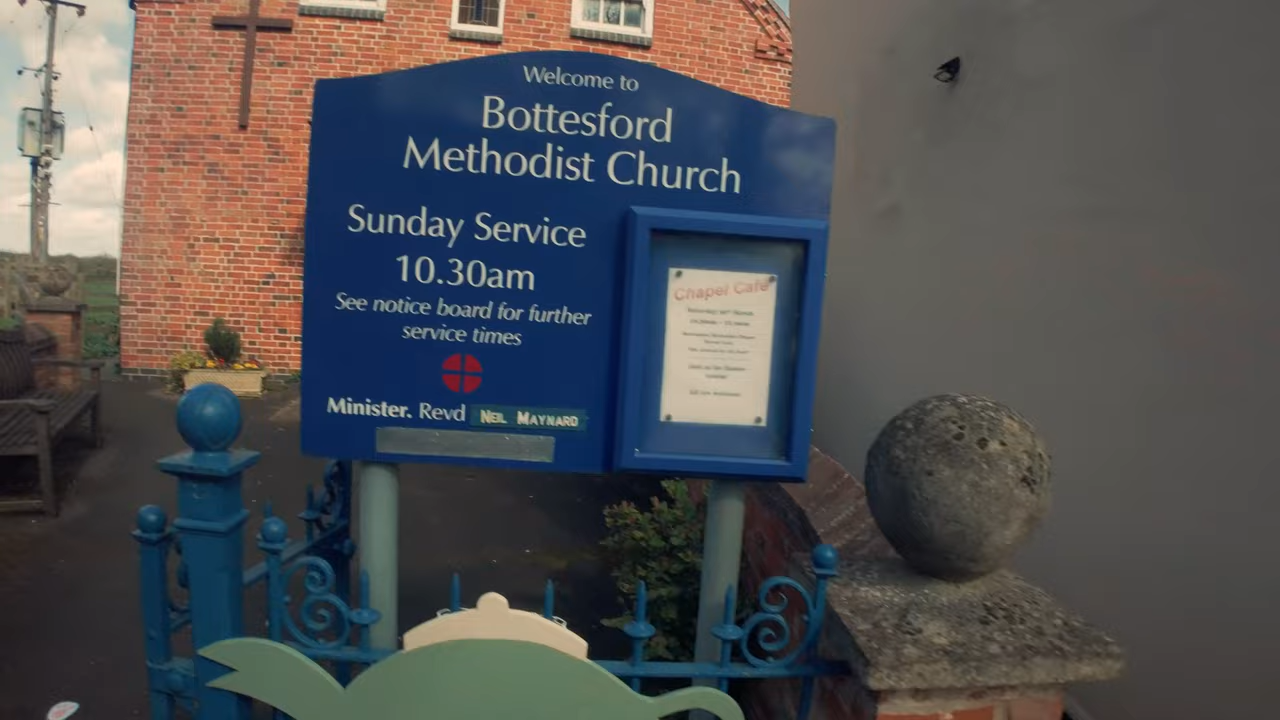 Welcome to
Bottesford
Methodist Church
Sunday Service
10.30am
See notice board for further
service times
Minister. Revd NEIL MAYNARD
Chapel Cafe